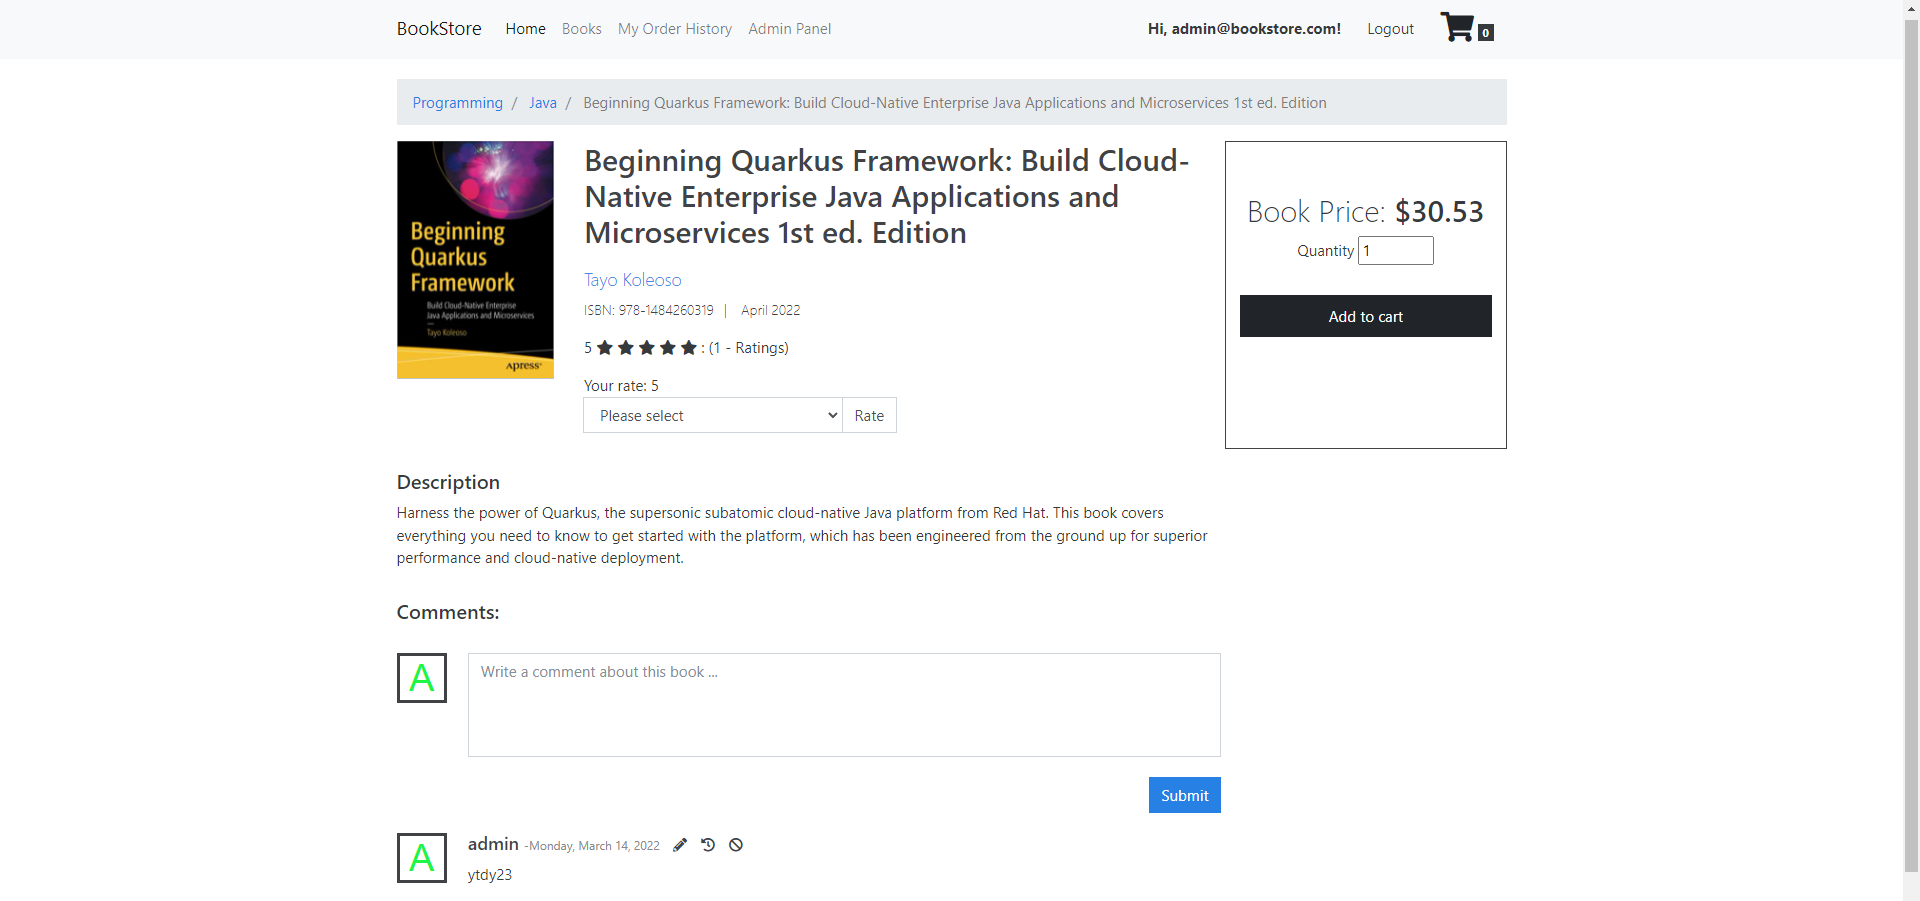 BookStore Home Books My Order History Admin Panel Hi, admin@bookstore.com! Logout 0
Programming / Java / Beginning Quarkus Framework: Build Cloud-Native Enterprise Java Applications and Microservices 1st ed. Edition
Beginning
Quarkus
Framework
Build Cloud-Native Enterprise
Java Applications and Microservices
Tayo Koleoso
Apress
Beginning Quarkus Framework: Build Cloud-
Native Enterprise Java Applications and
Microservices 1st ed. Edition
Tayo Koleoso
ISBN: 978-1484260319 | April 2022
5 : (1 - Ratings)
Your rate: 5
Please select Rate
Book Price: $30.53
Quantity 1
Add to cart
Description
Harness the power of Quarkus, the supersonic subatomic cloud-native Java platform from Red Hat. This book covers
everything you need to know to get started with the platform, which has been engineered from the ground up for superior
performance and cloud-native deployment.
Comments:
A
Write a comment about this book ...
Submit
A
admin -Monday, March 14, 2022
ytdy23